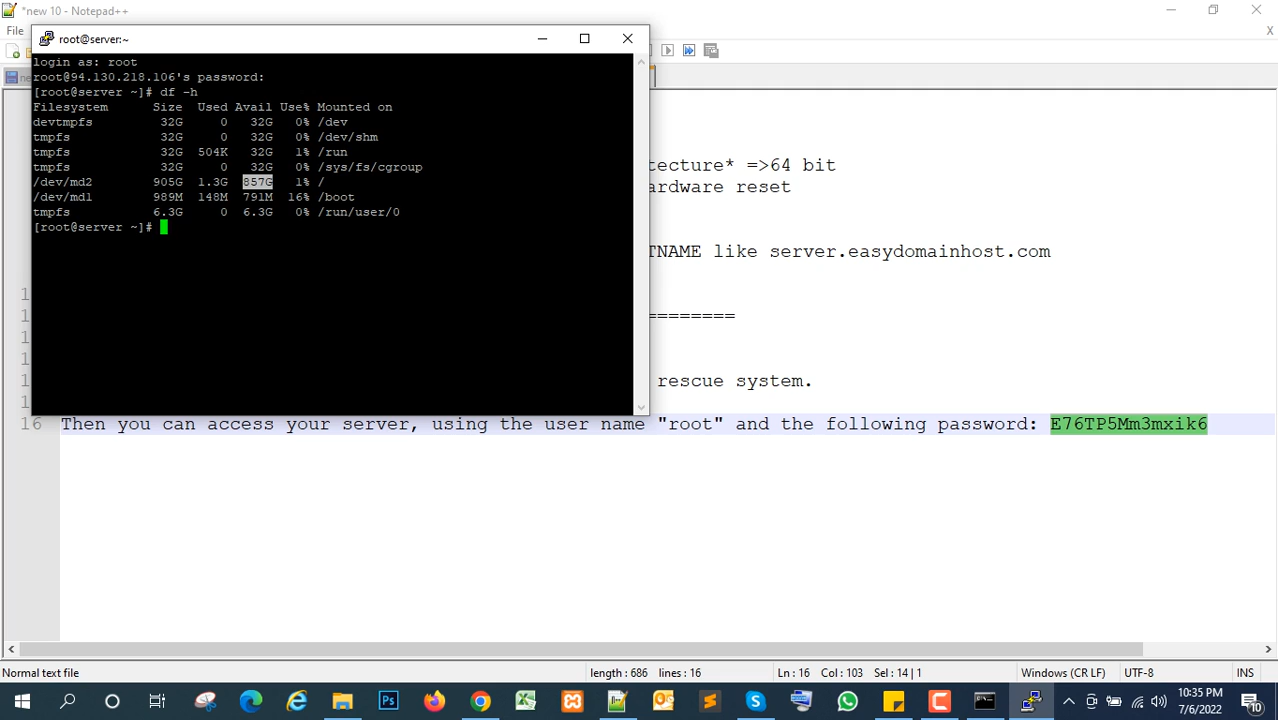 *new 10 - Notepad++
File
root@server:~
login as: root
root@94.130.218.106's password:
[root@server ~]# df -h
Filesystem Size Used Avail Use% Mounted on
devtmpfs 32G 0 32G 0% /dev
tmpfs 32G 0 32G 0% /dev/shm
tmpfs 32G 504K 32G 1% /run
tmpfs 32G 0 32G 0% /sys/fs/cgroup
/dev/md2 905G 1.3G 857G 1% /
/dev/md1 989M 148M 791M 16% /boot
tmpfs 6.3G 0 6.3G 0% /run/user/0
[root@server ~]#
tecture* =>64 bit
ardware reset
TNAME like server.easydomainhost.com
========
rescue system.
16 Then you can access your server, using the user name "root" and the following password: E76TP5Mm3mxik6
Normal text file length : 686 lines : 16 Ln : 16 Col : 103 Sel : 14 | 1 Windows (CR LF) UTF-8 INS
10:35 PM
7/6/2022
10